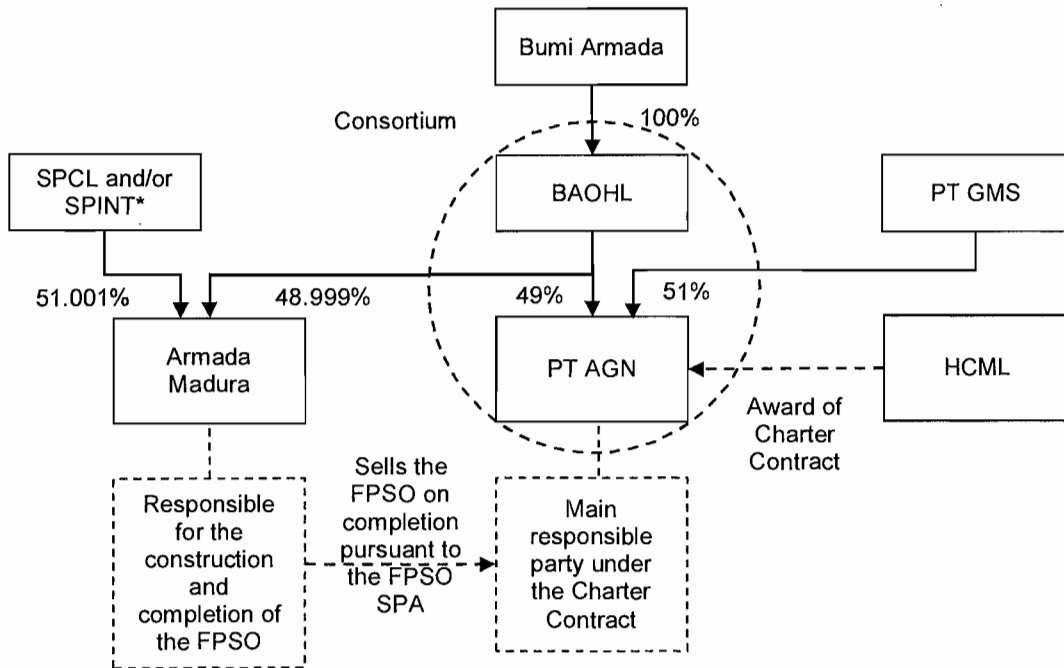 Bumi Armada
Consortium
100%
SPCL and/or
SPINT*
BAOHL
PT GMS
51.001%
48.999%
49%
51%
Armada
Madura
PT AGN
HCML
Award of
Charter
Contract
Responsible
for the
construction
and
completion of
the FPSO
Sells the
FPSO on
completion
pursuant to
the FPSO
SPA
Main
responsible
party under
the Charter
Contract